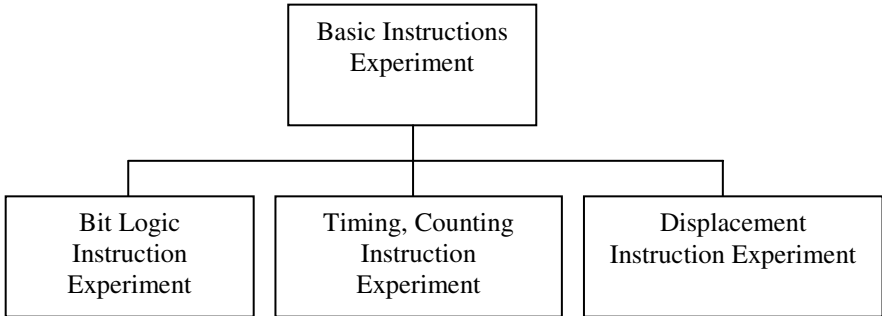 Basic Instructions
Experiment
Bit Logic
Instruction
Experiment
Timing, Counting
Instruction
Experiment
Displacement
Instruction Experiment